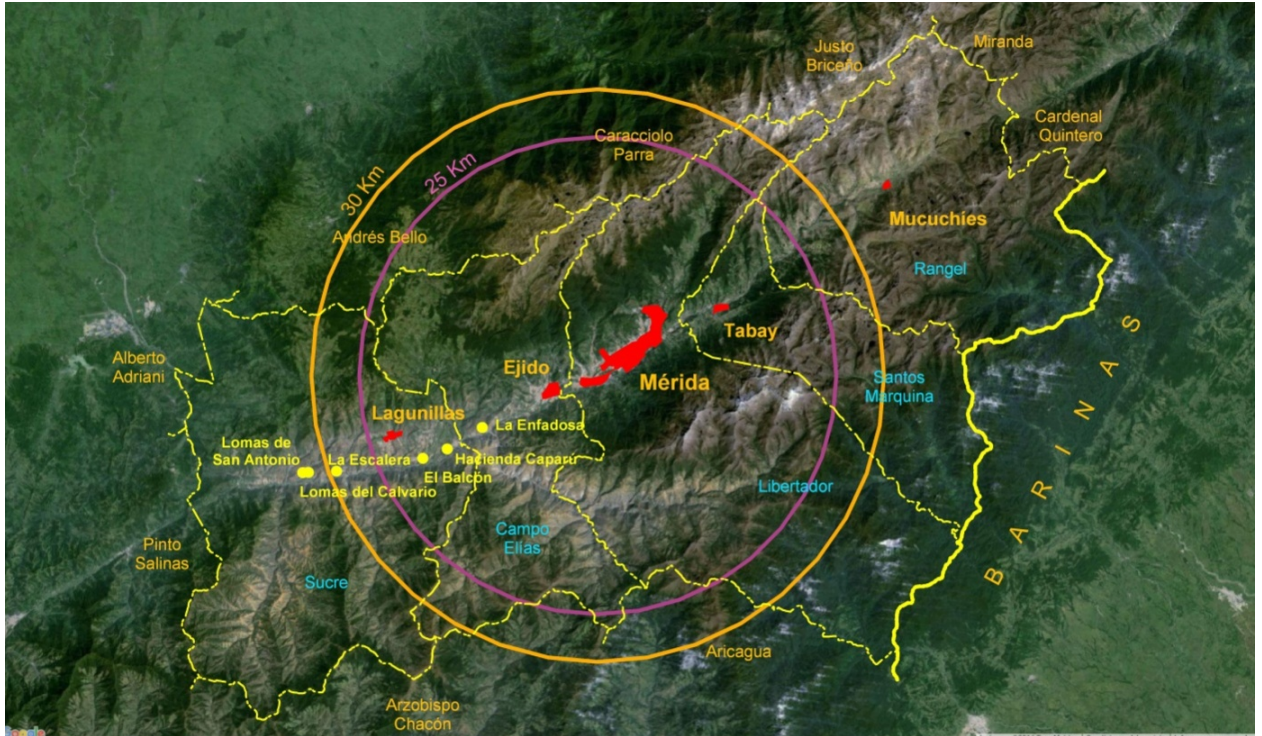 Justo
Briceño
Miranda
Cardenal
Quintero
Caracciolo
Parra
25 Km
30 Km
Andrés Bello
Mucuchíes
Rangel
Alberto
Adriani
Tabay
Ejido
Mérida
Santos
Marquina
BARINAS
Lagunillas
La Enfadosa
Lomas de
San Antonio
La Escalera
Hacienda Caparú
El Balcón
Lomas del Calvario
Libertador
Campo
Elías
Pinto
Salinas
Sucre
Aricagua
Arzobispo
Chacón